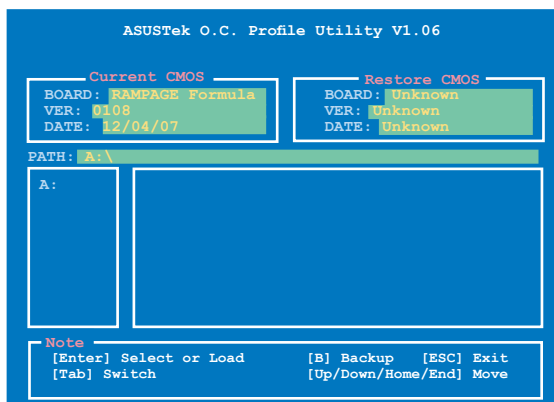 ASUSTek O.C. Profile Utility V1.06
Current CMOS
BOARD: RAMPAGE Formula
VER: 0108
DATE: 12/04/07
Restore CMOS
BOARD: Unknown
VER: Unknown
DATE: Unknown
PATH: A:\
A:
Note
[Enter] Select or Load [B] Backup [ESC] Exit
[Tab] Switch [Up/Down/Home/End] Move